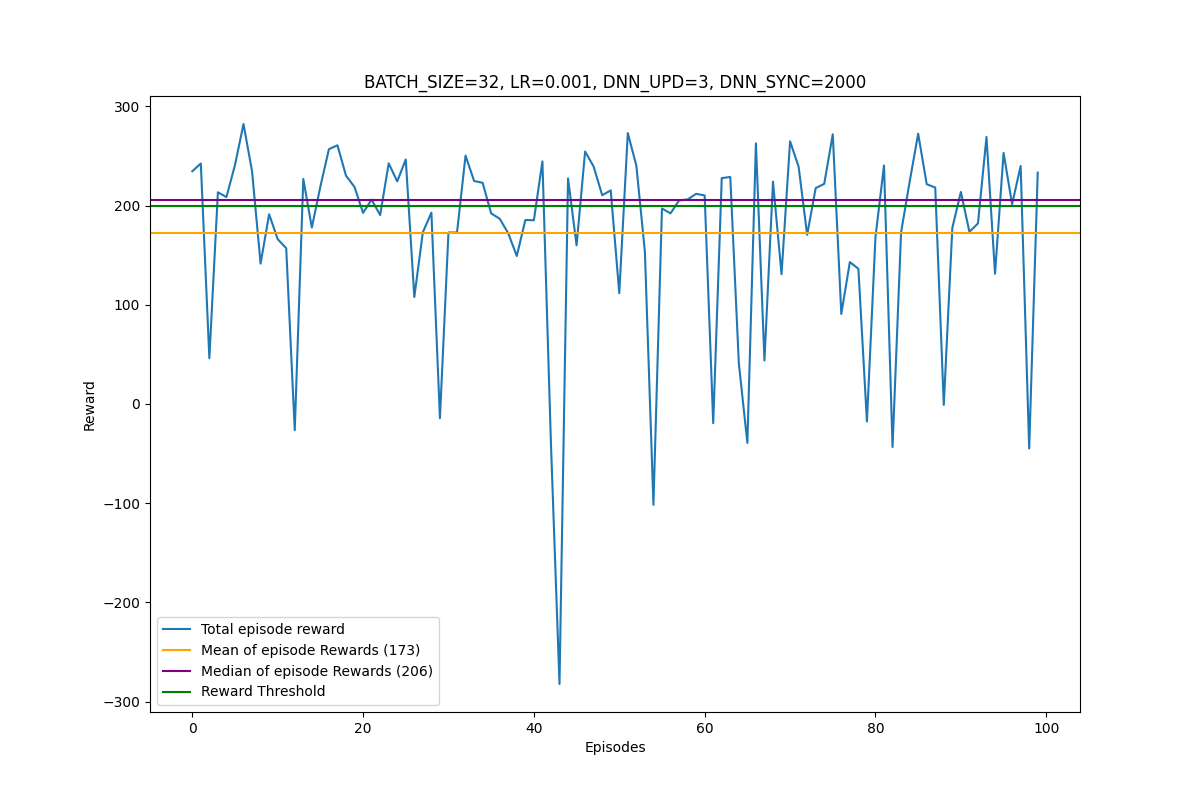 BATCH_SIZE=32, LR=0.001, DNN_UPD=3, DNN_SYNC=2000
300
200
100
0
−100
−200
−300
Reward
Total episode reward
Mean of episode Rewards (173)
Median of episode Rewards (206)
Reward Threshold
0 20 40 60 80 100
Episodes